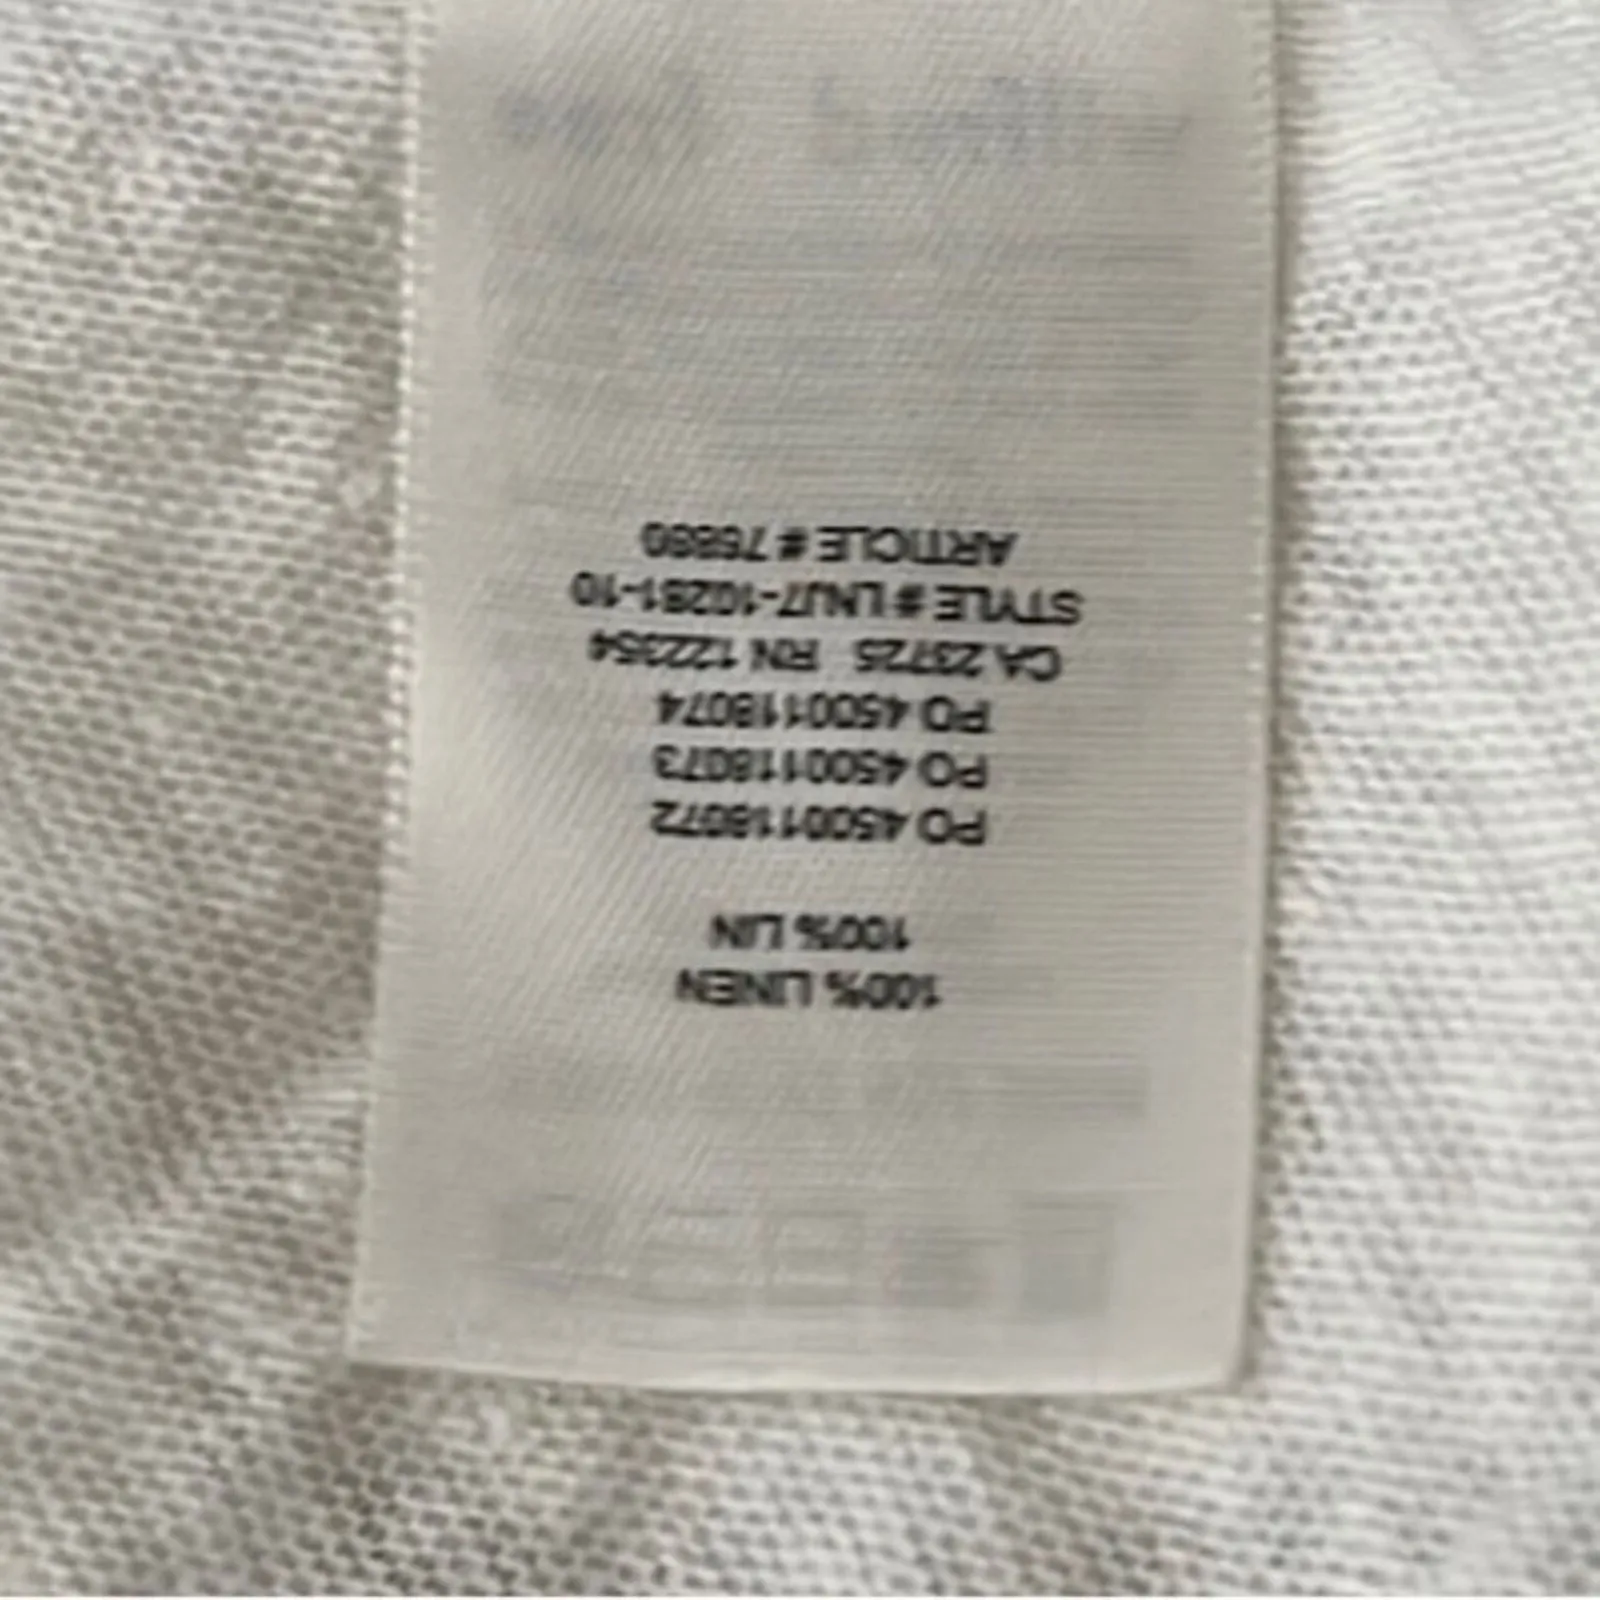 100% LINEN
100% LIN
PO 4500118072
PO 4500118073
PO 4500118074
CA 23725 RN 122354
STYLE # LNJ7-10281-10
ARTICLE #